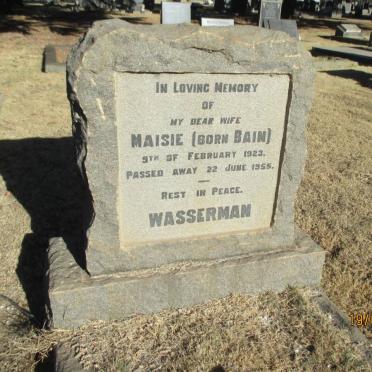 IN LOVING MEMORY
OF
MY DEAR WIFE
MAISIE (BORN BAIN)
9TH OF FEBRUARY 1923.
PASSED AWAY 22 JUNE 1955.
REST IN PEACE.
WASSERMAN